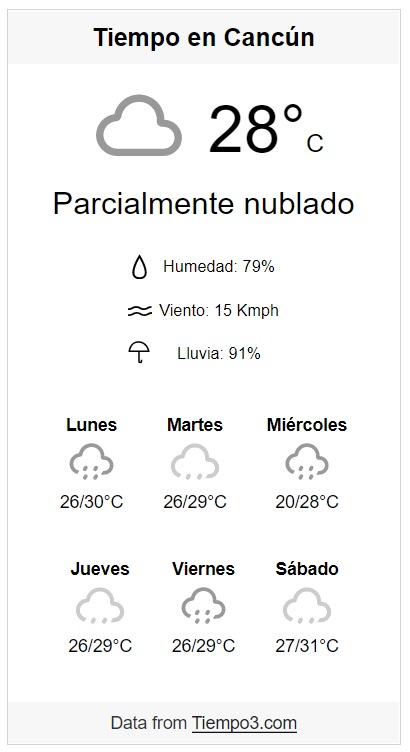 Tiempo en Cancún
28°C
Parcialmente nublado
Humedad: 79%
Viento: 15 Kmph
Lluvia: 91%
Lunes Martes Miércoles
26/30°C 26/29°C 20/28°C
Jueves Viernes Sábado
26/29°C 26/29°C 27/31°C
Data from Tiempo3.com